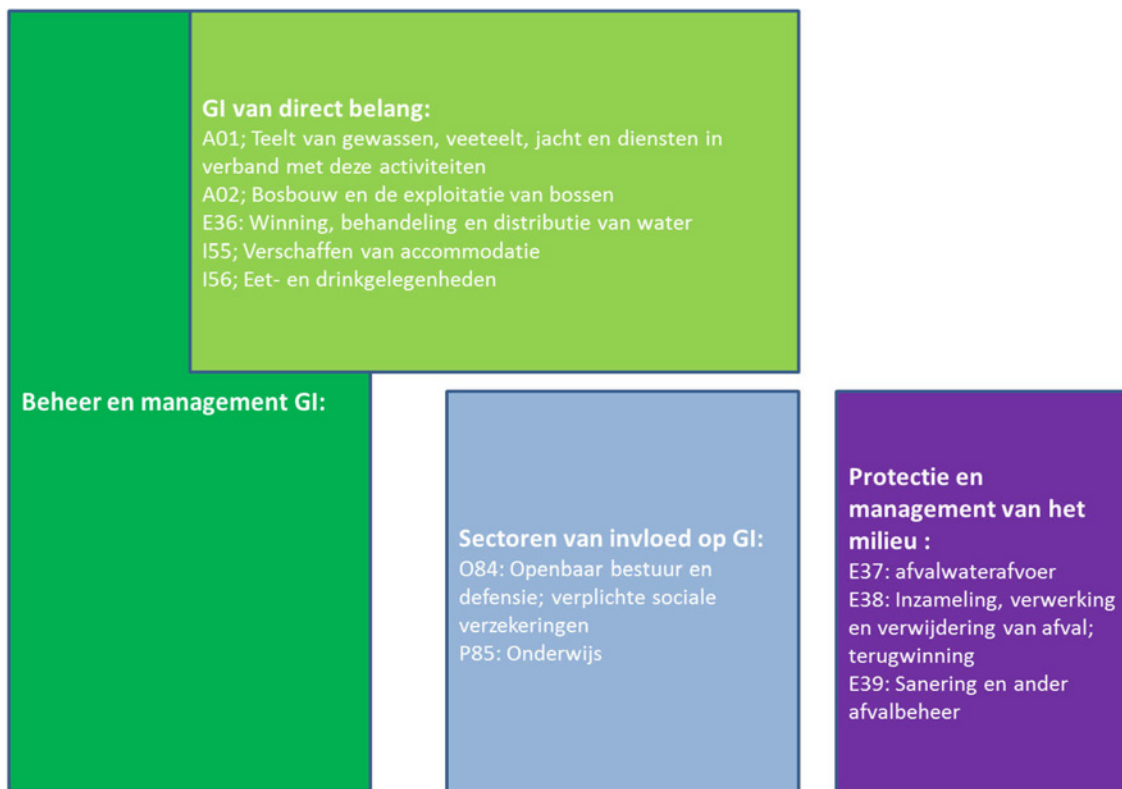 GI van direct belang:
A01; Teelt van gewassen, veeteelt, jacht en diensten in
verband met deze activiteiten
A02; Bosbouw en de exploitatie van bossen
E36: Winning, behandeling en distributie van water
I55; Verschaffen van accommodatie
I56; Eet- en drinkgelegenheden
Beheer en management GI:
Sectoren van invloed op GI:
O84: Openbaar bestuur en
defensie; verplichte sociale
verzekeringen
P85: Onderwijs
Protectie en
management van het
milieu :
E37: afvalwaterafvoer
E38: Inzameling, verwerking
en verwijdering van afval;
terugwinning
E39: Sanering en ander
afvalbeheer